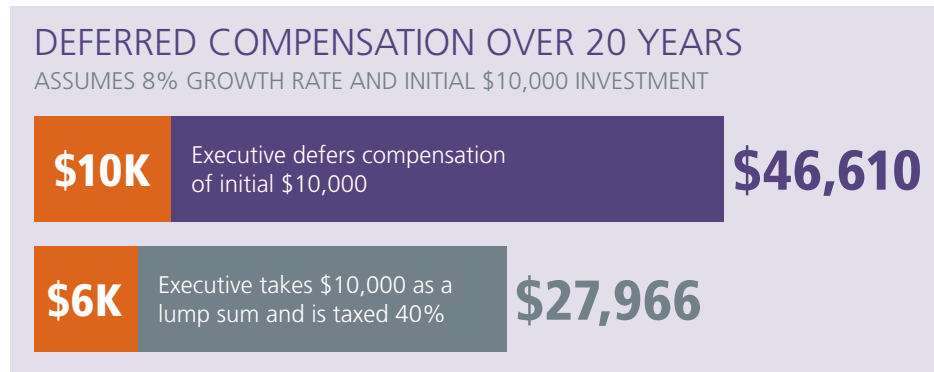 DEFERRED COMPENSATION OVER 20 YEARS
ASSUMES 8% GROWTH RATE AND INITIAL $10,000 INVESTMENT
$10K
Executive defers compensation
of initial $10,000
$46,610
$6K
Executive takes $10,000 as a
lump sum and is taxed 40%
$27,966